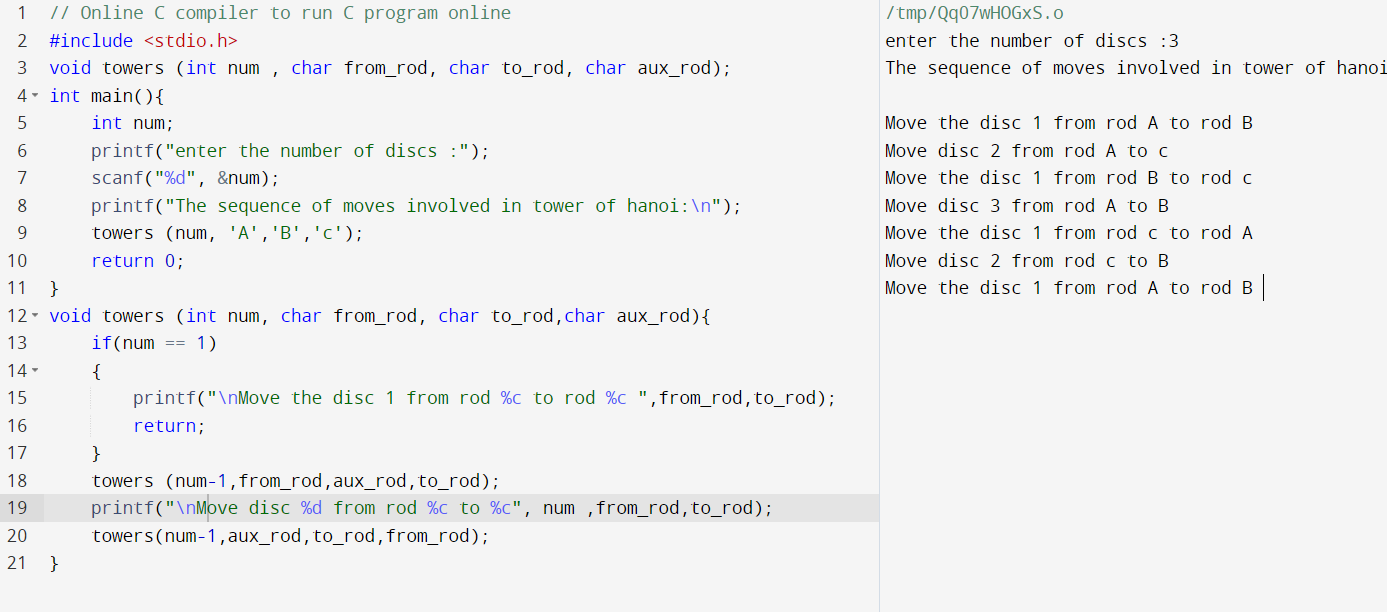 1 // Online C compiler to run C program online
2 #include <stdio.h>
3 void towers (int num , char from_rod, char to_rod, char aux_rod);
4 int main(){
5     int num;
6     printf("enter the number of discs :");
7     scanf("%d", &num);
8     printf("The sequence of moves involved in tower of hanoi:\n");
9     towers (num, 'A','B','c');
10     return 0;
11 }
12 void towers (int num, char from_rod, char to_rod,char aux_rod){
13     if(num == 1)
14     {
15         printf("\nMove the disc 1 from rod %c to rod %c ",from_rod,to_rod);
16         return;
17     }
18     towers (num-1,from_rod,aux_rod,to_rod);
19     printf("\nMove disc %d from rod %c to %c", num ,from_rod,to_rod);
20     towers(num-1,aux_rod,to_rod,from_rod);
21 }
/tmp/Qq07wHOGxS.o
enter the number of discs :3
The sequence of moves involved in tower of hanoi
Move the disc 1 from rod A to rod B
Move disc 2 from rod A to c
Move the disc 1 from rod B to rod c
Move disc 3 from rod A to B
Move the disc 1 from rod c to rod A
Move disc 2 from rod c to B
Move the disc 1 from rod A to rod B